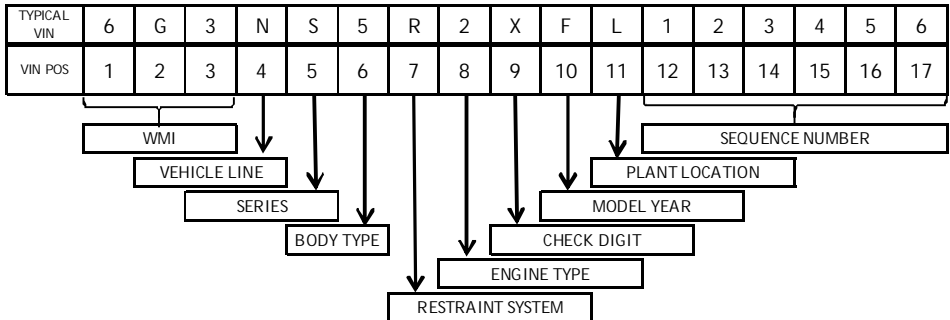 TYPICAL VIN 6 G 3 N S 5 R 2 X F L 1 2 3 4 5 6
VIN POS 1 2 3 4 5 6 7 8 9 10 11 12 13 14 15 16 17
WMI SEQUENCE NUMBER
VEHICLE LINE PLANT LOCATION
SERIES MODEL YEAR
BODY TYPE CHECK DIGIT
ENGINE TYPE
RESTRAINT SYSTEM